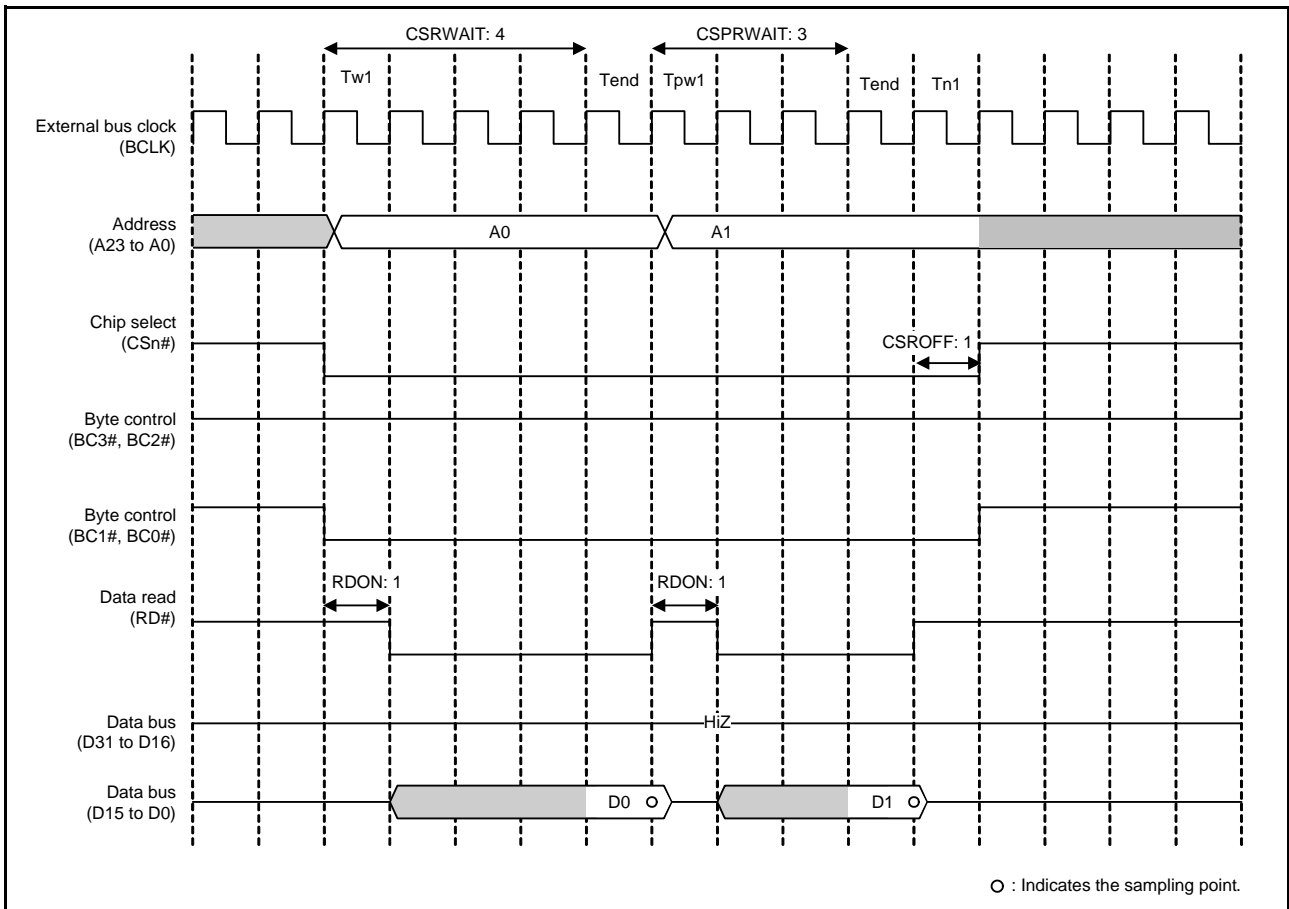 CSRWAIT: 4
CSPRWAIT: 3
Tw1
Tend
Tpw1
Tend
Tn1
External bus clock
(BCLK)
Address
(A23 to A0)
A0
A1
Chip select
(CSn#)
CSROFF: 1
Byte control
(BC3#, BC2#)
Byte control
(BC1#, BC0#)
Data read
(RD#)
RDON: 1
RDON: 1
Data bus
(D31 to D16)
HiZ
Data bus
(D15 to D0)
D0
D1
: Indicates the sampling point.